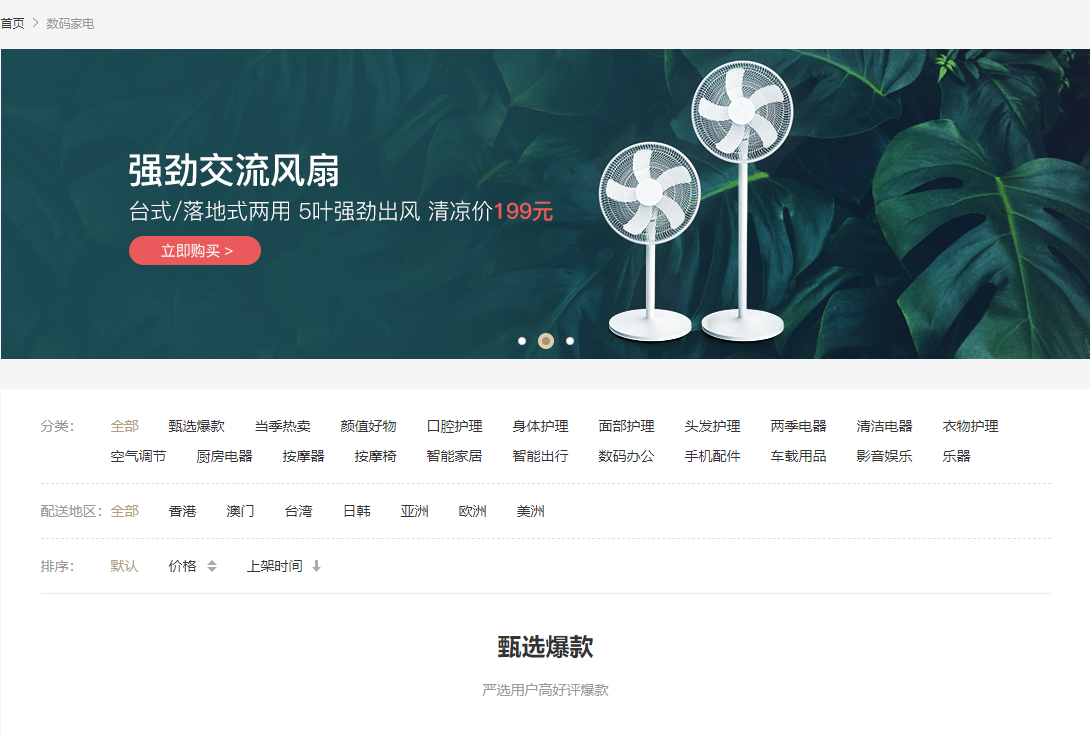 首页 > 数码家电
强劲交流风扇
台式/落地式两用 5叶强劲出风 清凉价199元
立即购买 >
分类: 全部 甄选爆款 当季热卖 颜值好物 口腔护理 身体护理 面部护理 头发护理 两季电器 清洁电器 衣物护理
空气调节 厨房电器 按摩器 按摩椅 智能家居 智能出行 数码办公 手机配件 车载用品 影音娱乐 乐器
配送地区: 全部 香港 澳门 台湾 日韩 亚洲 欧洲 美洲
排序: 默认 价格 上架时间
甄选爆款
严选用户高好评爆款